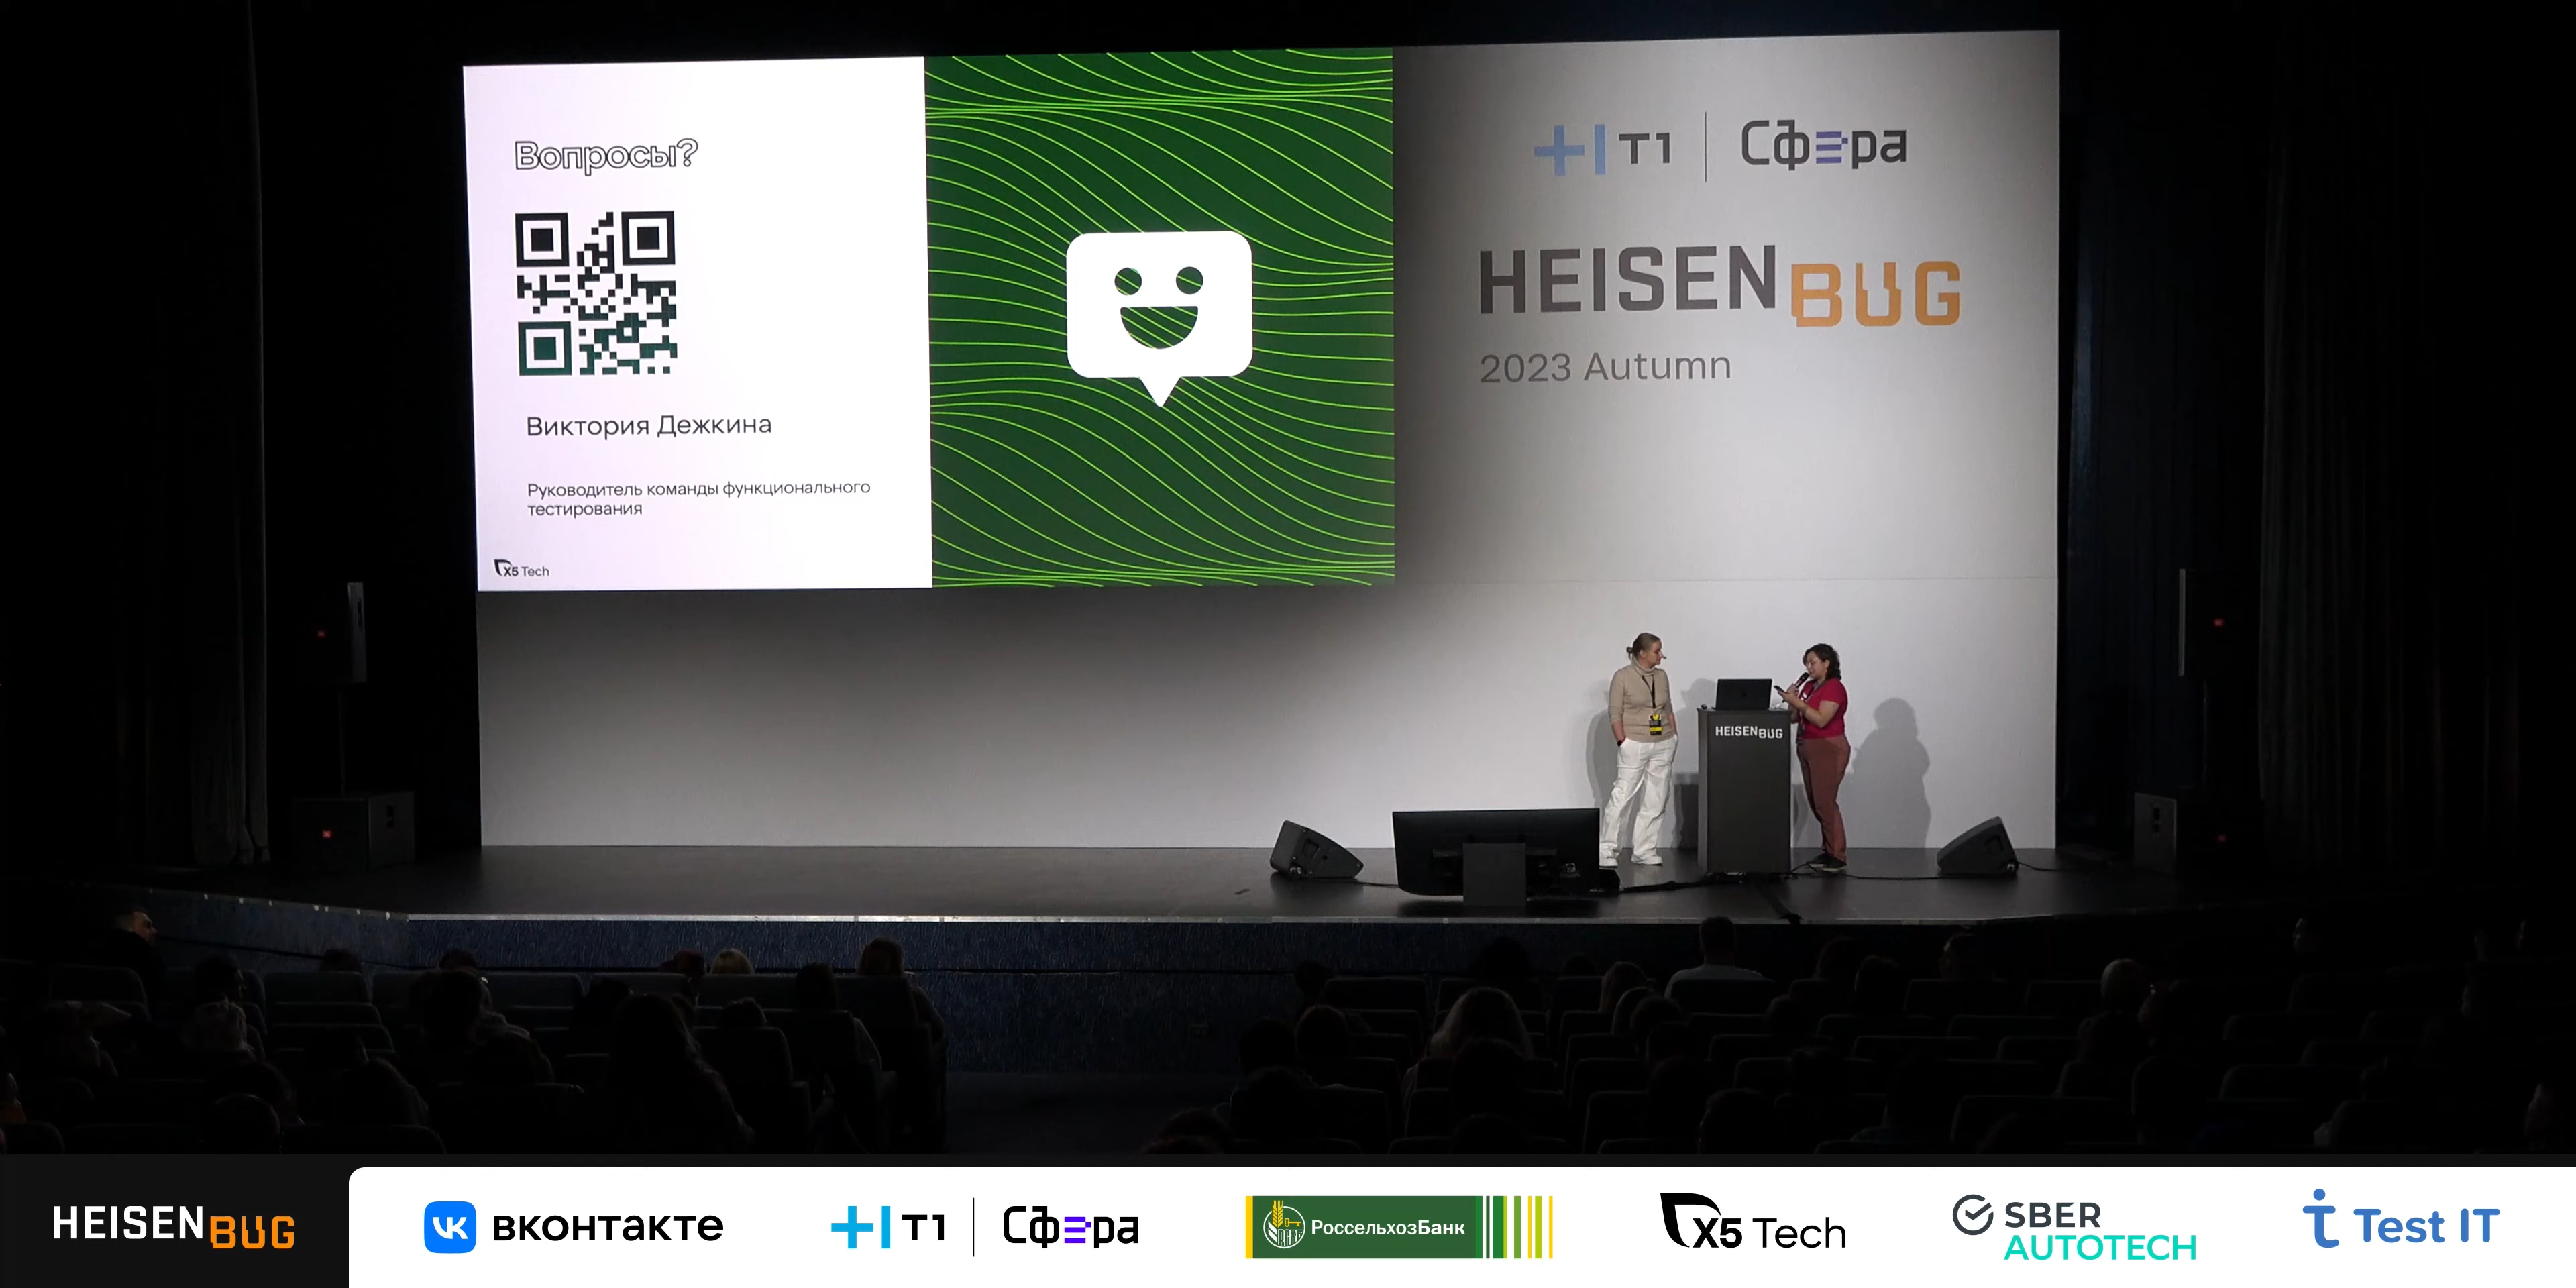 Вопросы?
Виктория Дежкина
Руководитель команды функционального
тестирования
X5 Tech
T1 Сфера
HEISENBUG
2023 Autumn
HEISENBUG
HEISENBUG
вконтакте
T1 Сфера
РоссельхозБанк
X5 Tech
SBER
AUTOTECH
Test IT